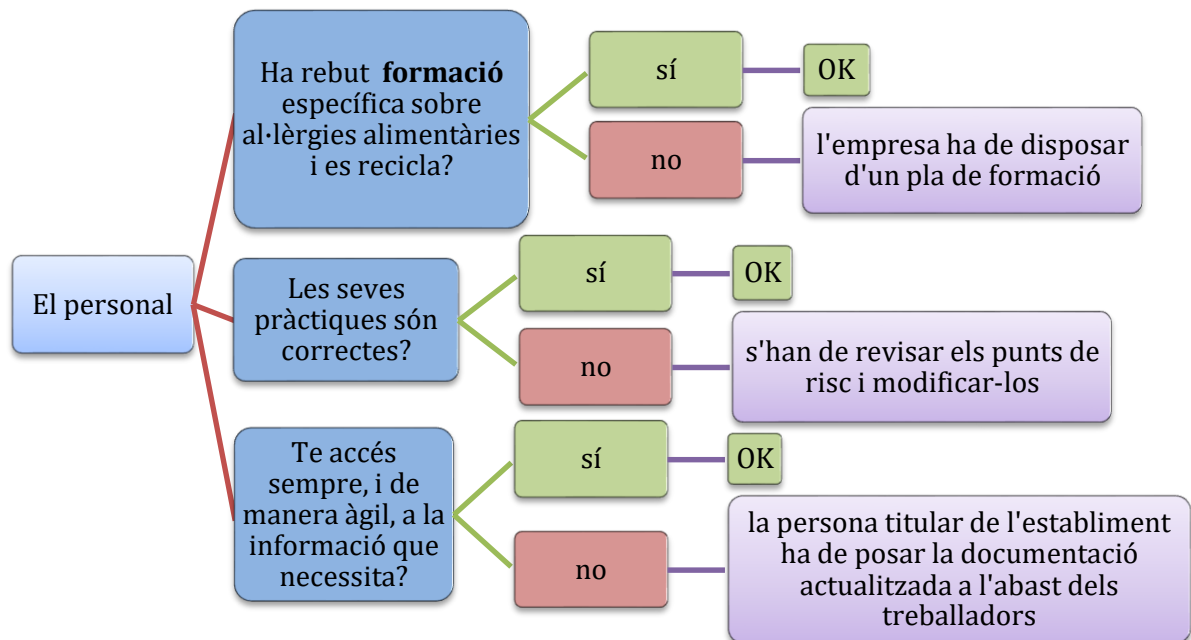 El personal
Ha rebut formació
específica sobre
al·lèrgies alimentàries
i es recicla?
sí
OK
no
l'empresa ha de disposar
d'un pla de formació
Les seves
pràctiques són
correctes?
sí
OK
no
s'han de revisar els punts de
risc i modificar-los
Te accés
sempre, i de
manera àgil, a la
informació que
necessita?
sí
OK
no
la persona titular de l'establiment
ha de posar la documentació
actualitzada a l'abast dels
treballadors